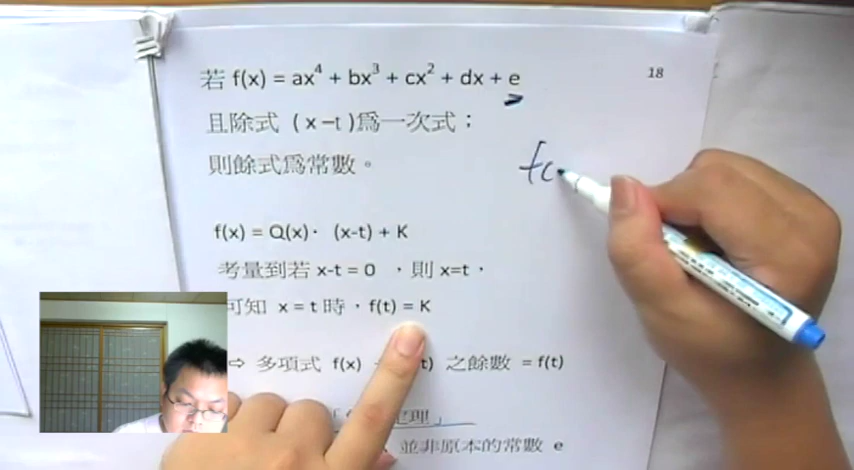 若 f(x) = ax⁴ + bx³ + cx² + dx + e
18
且除式 ( x－t )爲一次式：
則餘式爲常數。
f(
f(x) = Q(x)· (x-t) + K
考量到若 x-t = 0 ，則 x=t，
可知 x = t 時，f(t) = K
⇨ 多項式 f(x) t) 之餘數 = f(t)
定理」
並非原本的常數 e